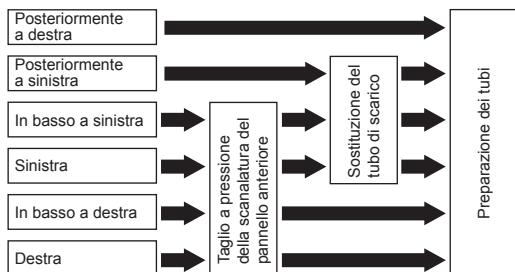 Posteriormente
a destra
Posteriormente
a sinistra
In basso a sinistra
Sinistra
In basso a destra
Destra
Taglio a pressione
della scanalatura del
pannello anteriore
Sostituzione del
tubo di scarico
Preparazione dei tubi